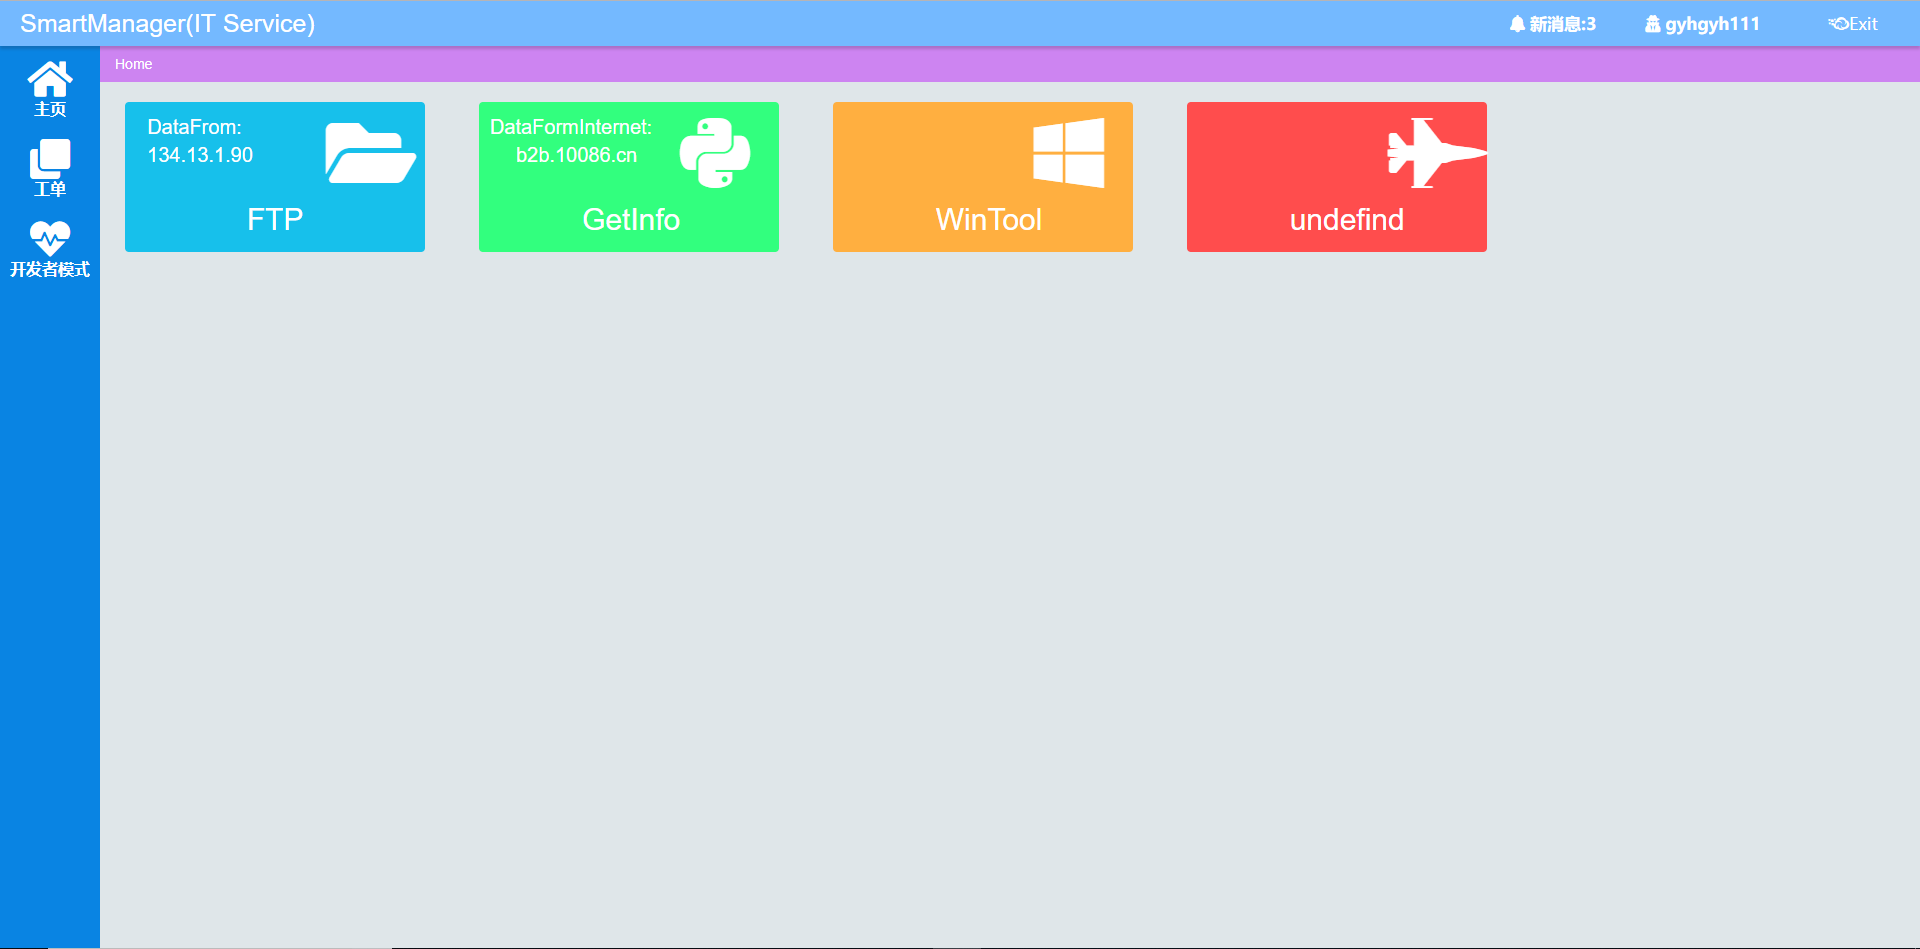 SmartManager(IT Service)
新消息:3
gyhgyh111
Exit
Home
主页
工单
开发者模式
DataFrom:
134.13.1.90
FTP
DataFormInternet:
b2b.10086.cn
GetInfo
WinTool
undefind